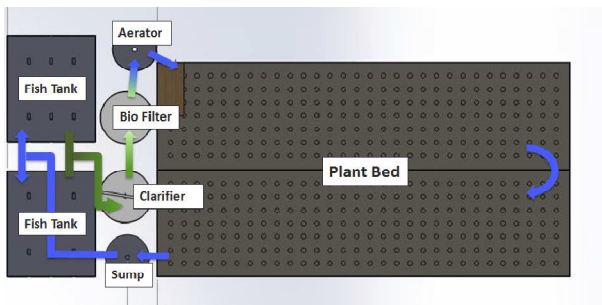 Aerator
Fish Tank
Bio Filter
Plant Bed
Clarifier
Fish Tank
Sump